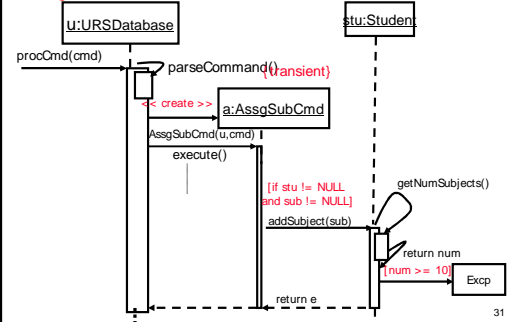 u:URSDatabase
stu:Student
procCmd(cmd)
parseCommand()
{transient}
<< create >>
a:AssgSubCmd
AssgSubCmd(u,cmd)
execute()
[if stu != NULL
and sub != NULL]
getNumSubjects()
addSubject(sub)
return num
[num >= 10]
Excp
return e
31